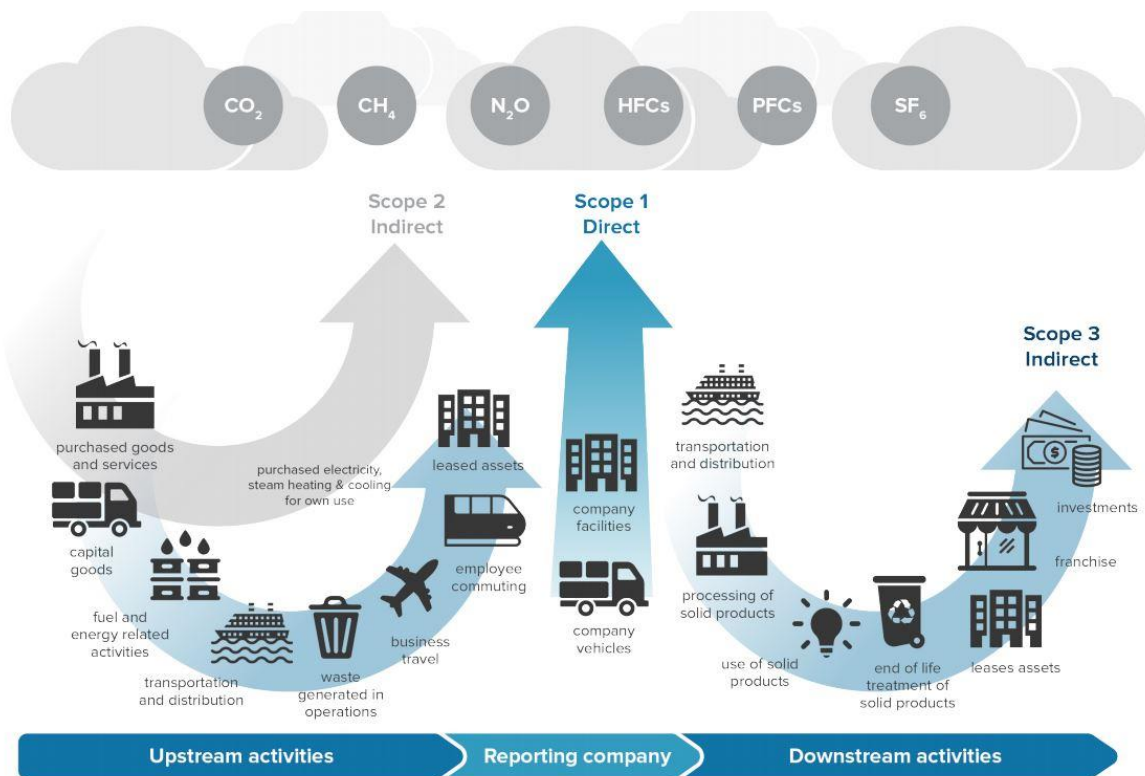 CO₂
CH₄
N₂O
HFCs
PFCs
SF₆
Scope 2
Indirect
Scope 1
Direct
Scope 3
Indirect
purchased goods
and services
capital
goods
fuel and
energy related
activities
transportation
and distribution
waste
generated in
operations
business
travel
employee
commuting
leased assets
purchased electricity,
steam heating & cooling
for own use
company
facilities
company
vehicles
transportation
and distribution
processing of
solid products
use of solid
products
end of life
treatment of
solid products
leases assets
franchise
$
investments
Upstream activities
Reporting company
Downstream activities